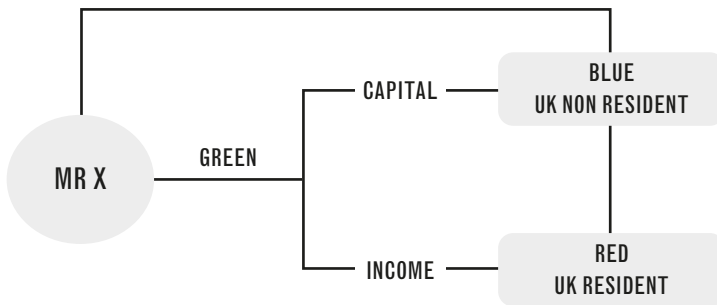 MR X
GREEN
CAPITAL
BLUE
UK NON RESIDENT
INCOME
RED
UK RESIDENT